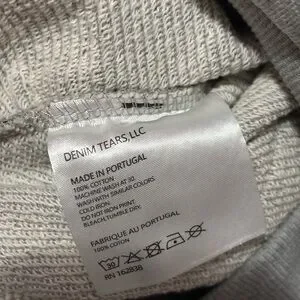 DENIM TEARS, LLC
MADE IN PORTUGAL
100% COTTON
MACHINE WASH AT 30.
WASH WITH SIMILAR COLORS
COLD IRON.
DO NOT IRON PRINT
BLEACH, TUMBLE DRY.
FABRIQUE AU PORTUGAL
100% COTON
30
RN 162838